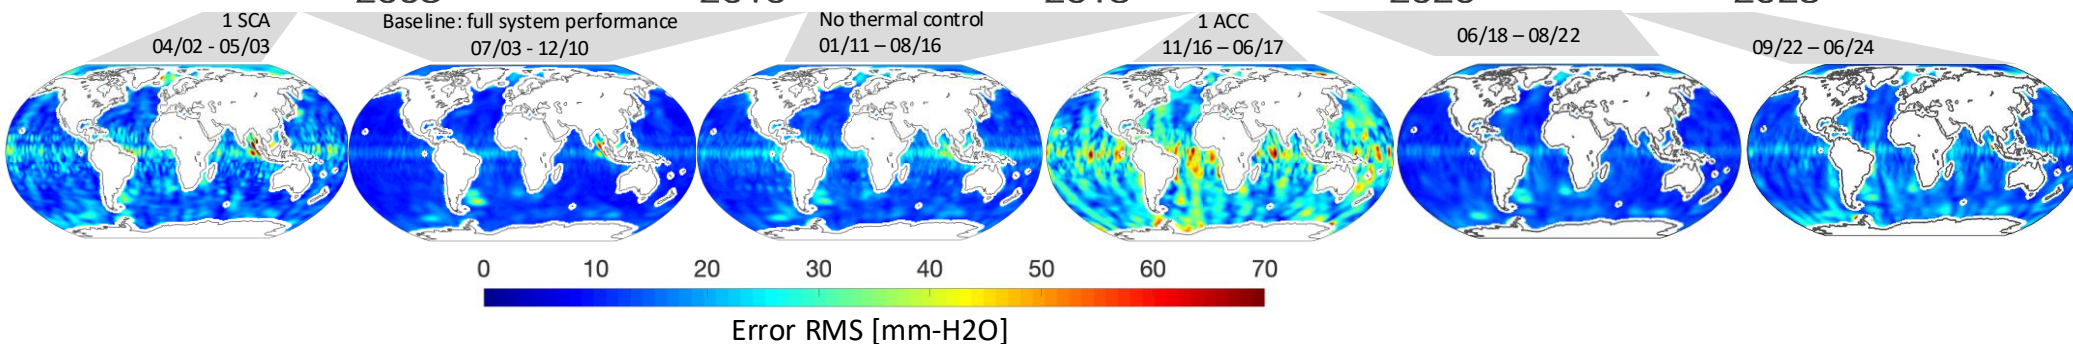 1 SCA
04/02 - 05/03
Baseline: full system performance
07/03 - 12/10
No thermal control
01/11 – 08/16
1 ACC
11/16 – 06/17
06/18 – 08/22
09/22 – 06/24
0 10 20 30 40 50 60 70
Error RMS [mm-H2O]